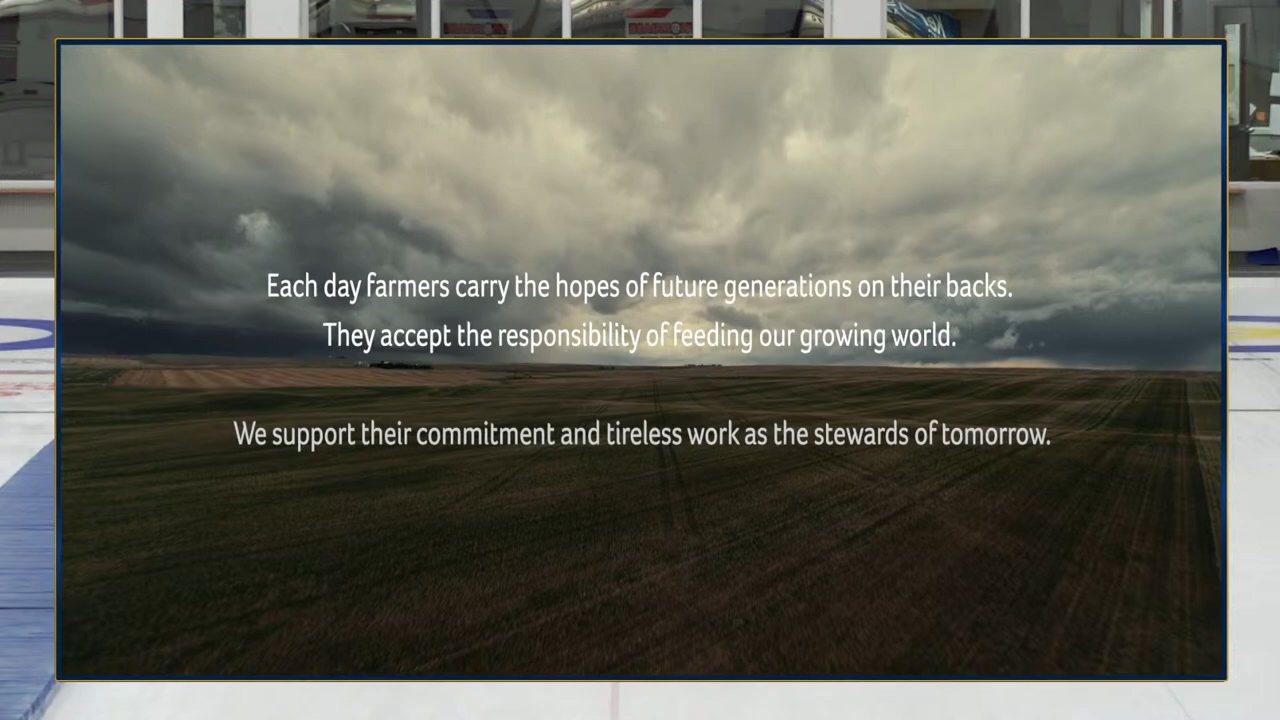 Each day farmers carry the hopes of future generations on their backs.
They accept the responsibility of feeding our growing world.
We support their commitment and tireless work as the stewards of tomorrow.